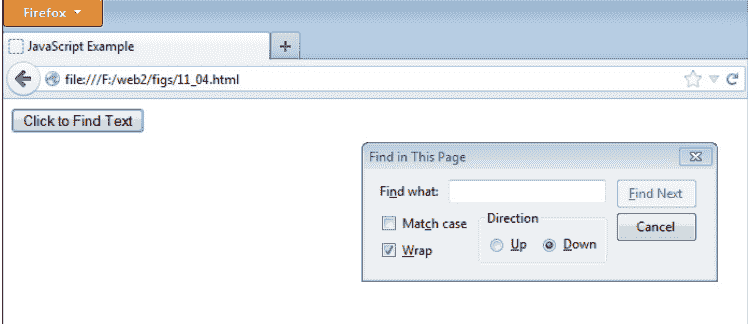 Firefox
JavaScript Example
file:///F:/web2/figs/11_04.html
Click to Find Text
Find in This Page
Find what:
Find Next
Match case
Direction
Cancel
Wrap
Up
Down